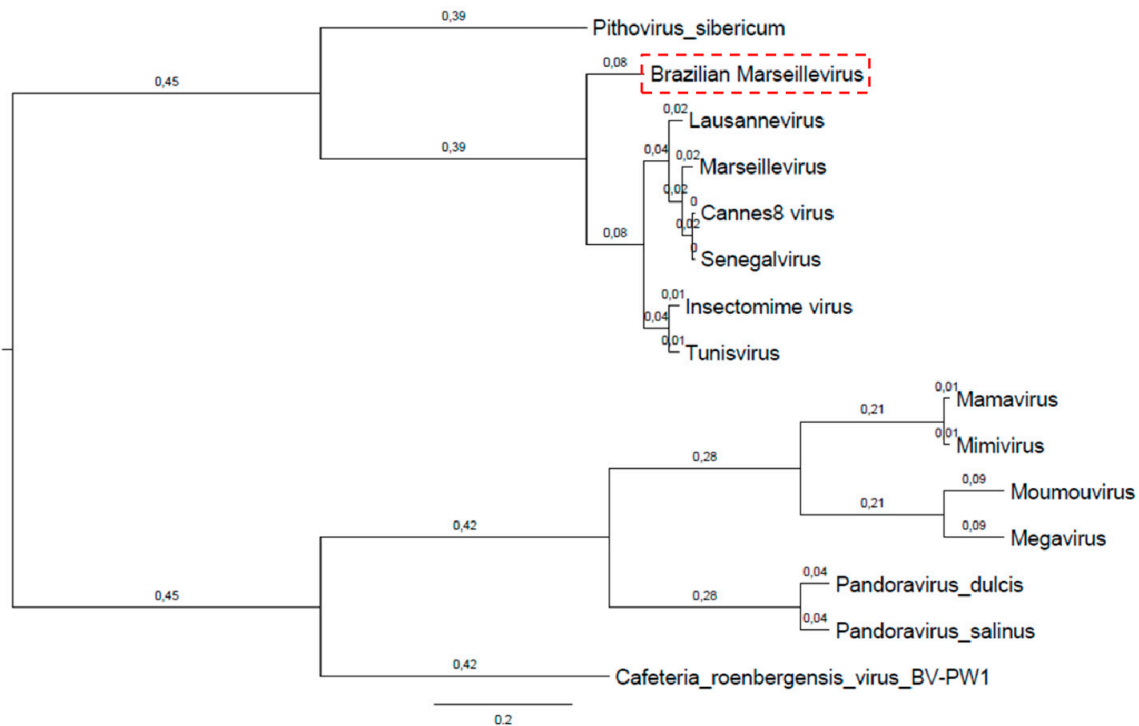 0,39
Pithovirus_sibericum
0,08
Brazilian Marseillevirus
0,45
0,02
Lausannevirus
0,39
0,04
0,02
Marseillevirus
0,02
0
Cannes8 virus
0,08
0,02
0
Senegalvirus
0,01
Insectomime virus
0,04
0,01
Tunisvirus
0,01
Mamavirus
0,21
0,01
Mimivirus
0,28
0,09
Moumouvirus
0,21
0,42
0,09
Megavirus
0,04
Pandoravirus_dulcis
0,45
0,28
0,04
Pandoravirus_salinus
0,42
Cafeteria_roenbergensis_virus_BV-PW1
0.2